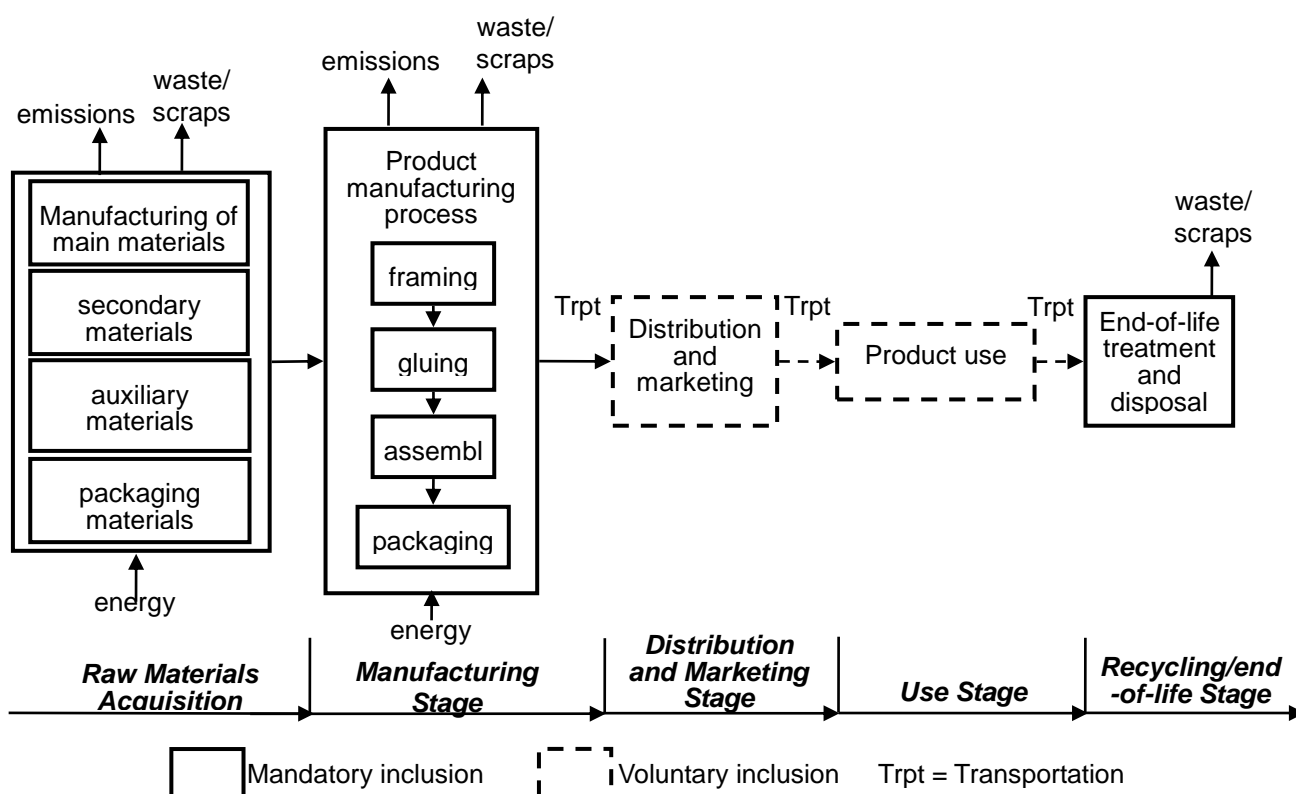 emissions
waste/
scraps
Manufacturing of
main materials
secondary
materials
auxiliary
materials
packaging
materials
energy
emissions
waste/
scraps
Product
manufacturing
process
framing
gluing
assembl
packaging
energy
Trpt
Distribution
and
marketing
Trpt
Product use
Trpt
waste/
scraps
End-of-life
treatment
and
disposal
Raw Materials
Acquisition
Manufacturing
Stage
Distribution
and Marketing
Stage
Use Stage
Recycling/end
-of-life Stage
Mandatory inclusion
Voluntary inclusion
Trpt = Transportation